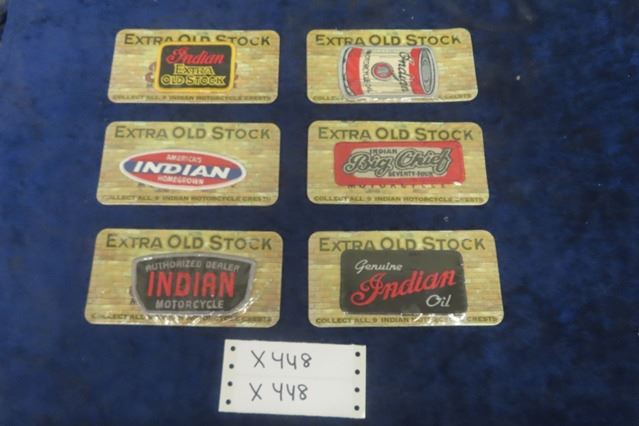 EXTRA OLD STOCK
Indian
EXTRA
OLD STOCK
COLLECT ALL 9 INDIAN MOTORCYCLE CRESTS
EXTRA OLD STOCK
Indian
MOTORCYCLE
EXTRA OLD STOCK
AMERICA'S
INDIAN
HOMEGROWN
COLLECT ALL 9 INDIAN MOTORCYCLE CRESTS
EXTRA OLD STOCK
INDIAN
Big Chief
SEVENTY-FOUR
COLLECT ALL 9 INDIAN MOTORCYCLE CRESTS
EXTRA OLD STOCK
AUTHORIZED DEALER
INDIAN
MOTORCYCLE
EXTRA OLD STOCK
Genuine
Indian
Oil
COLLECT ALL 9 INDIAN MOTORCYCLE CRESTS
X448
X448